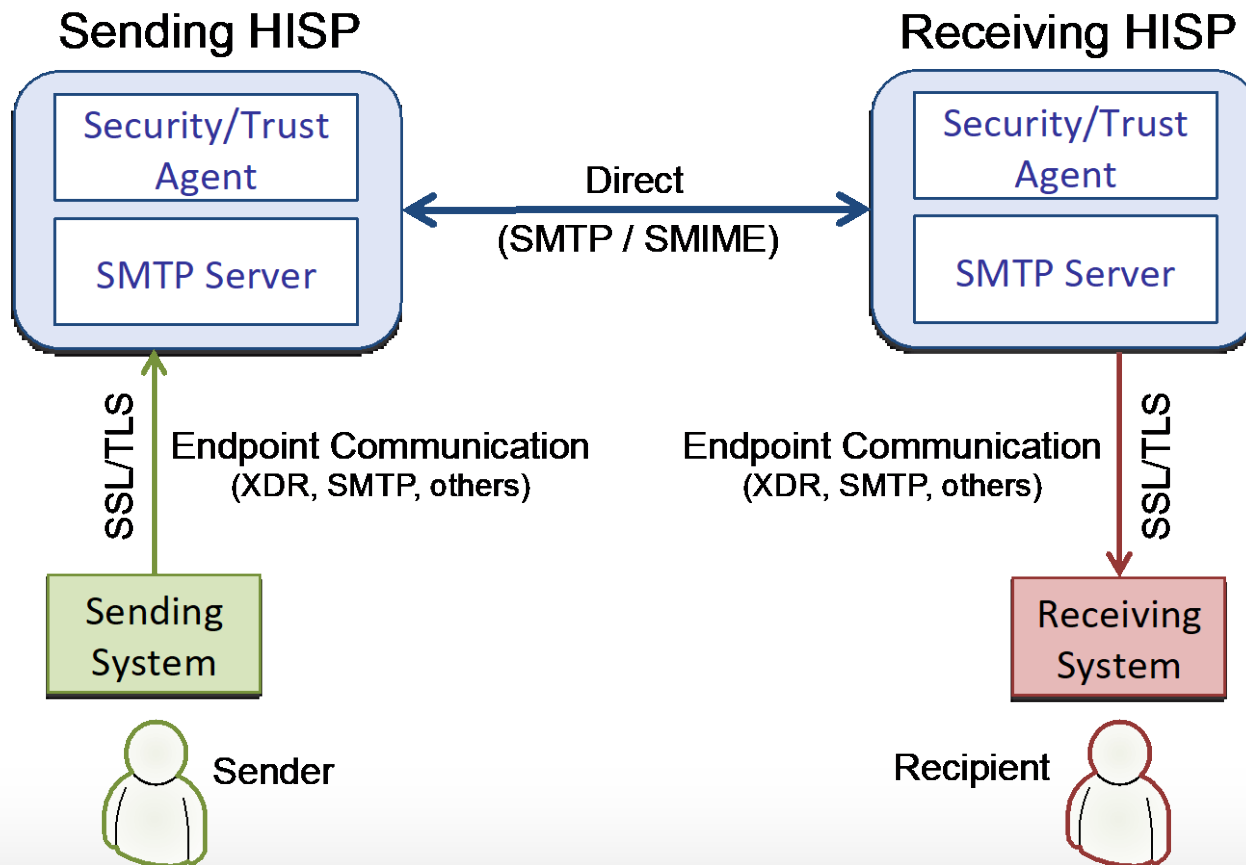 Sending HISP
Receiving HISP
Security/Trust
Agent
SMTP Server
Direct
(SMTP / SMIME)
Security/Trust
Agent
SMTP Server
SSL/TLS
Endpoint Communication
(XDR, SMTP, others)
Endpoint Communication
(XDR, SMTP, others)
SSL/TLS
Sending
System
Receiving
System
Sender
Recipient